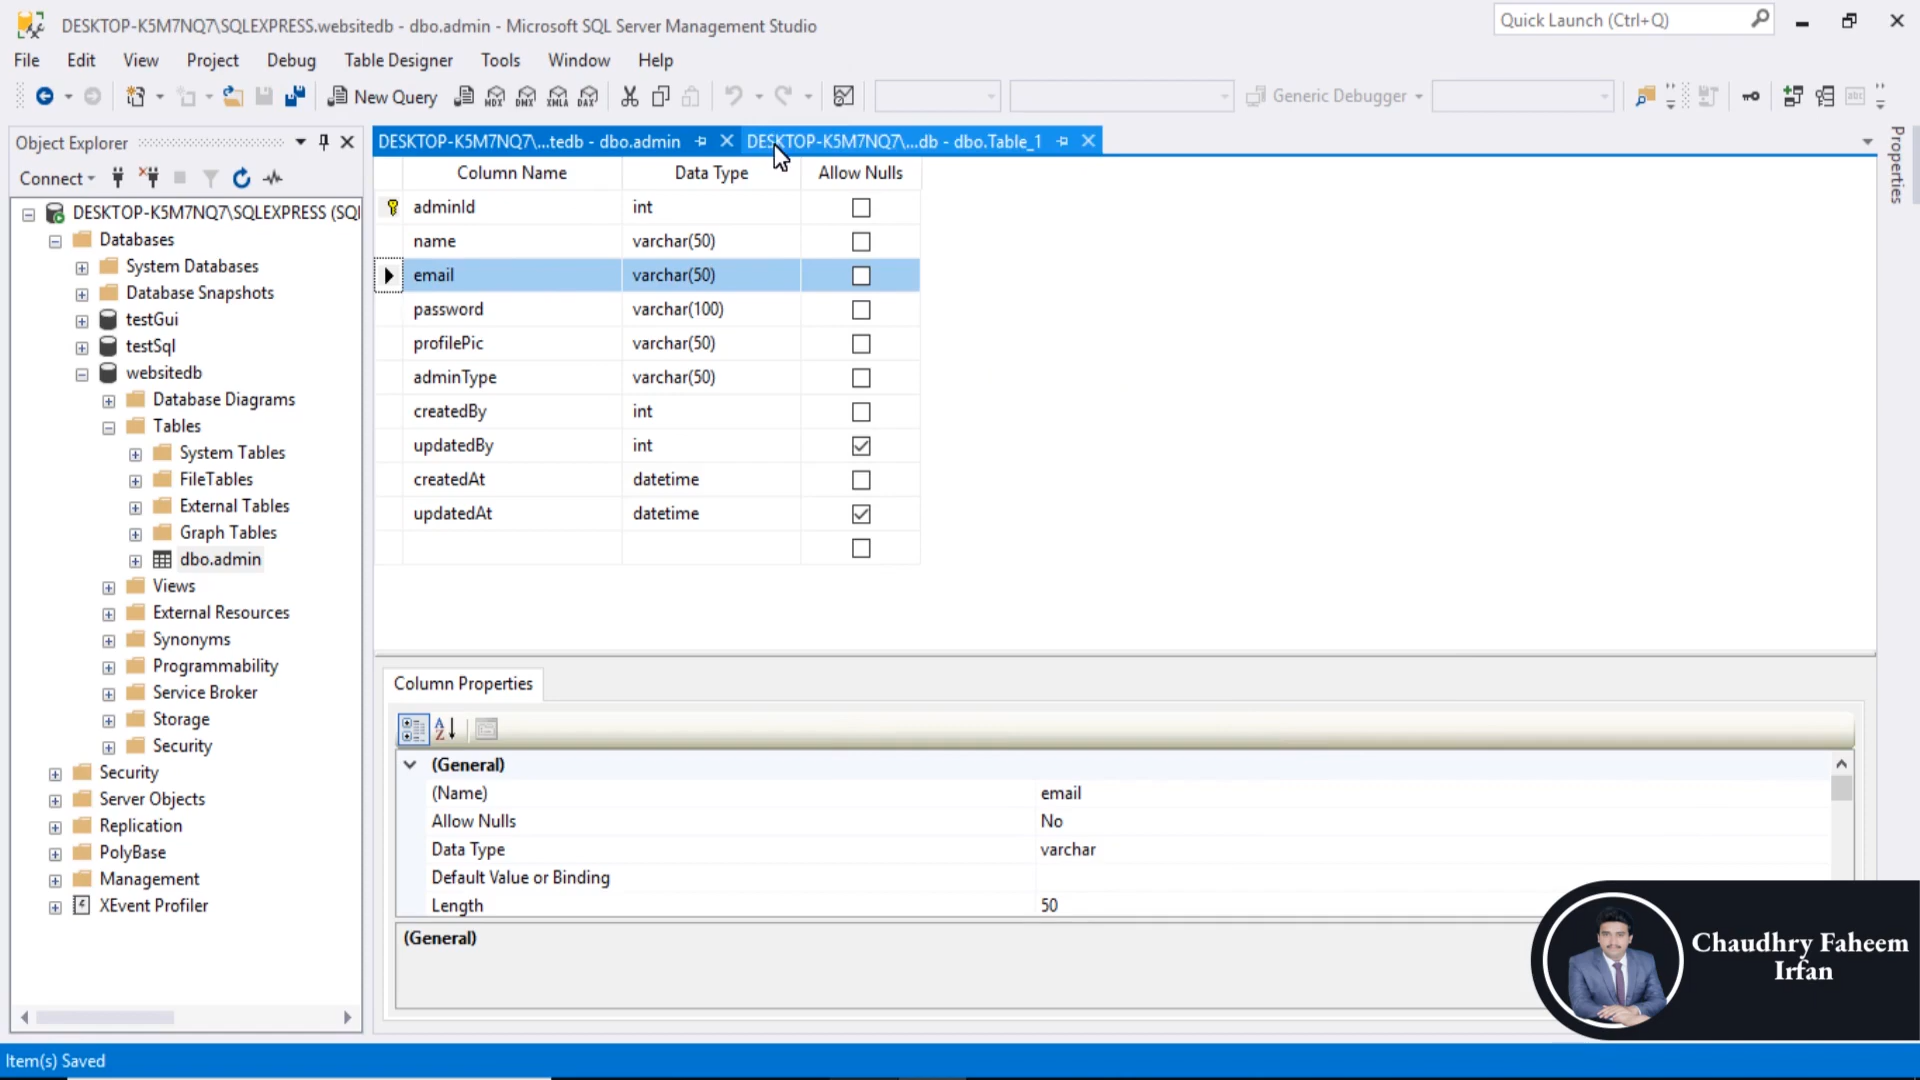 DESKTOP-K5M7NQ7\SQLEXPRESS.websitedb - dbo.admin - Microsoft SQL Server Management Studio
Quick Launch (Ctrl+Q)
File Edit View Project Debug Table Designer Tools Window Help
New Query
MDX
DMX
XMLA
DAX
Generic Debugger
abc
Object Explorer
DESKTOP-K5M7NQ7\...tedb - dbo.admin
DESKTOP-K5M7NQ7\...db - dbo.Table_1
Properties
Connect
DESKTOP-K5M7NQ7\SQLEXPRESS (SQL
Databases
System Databases
Database Snapshots
testGui
testSql
websitedb
Database Diagrams
Tables
System Tables
FileTables
External Tables
Graph Tables
dbo.admin
Views
External Resources
Synonyms
Programmability
Service Broker
Storage
Security
Security
Server Objects
Replication
PolyBase
Management
XEvent Profiler
Column Name Data Type Allow Nulls
adminId int
name varchar(50)
email varchar(50)
password varchar(100)
profilePic varchar(50)
adminType varchar(50)
createdBy int
updatedBy int
createdAt datetime
updatedAt datetime
Column Properties
(General)
(Name) email
Allow Nulls No
Data Type varchar
Default Value or Binding
Length 50
(General)
Chaudhry Faheem
Irfan
Item(s) Saved